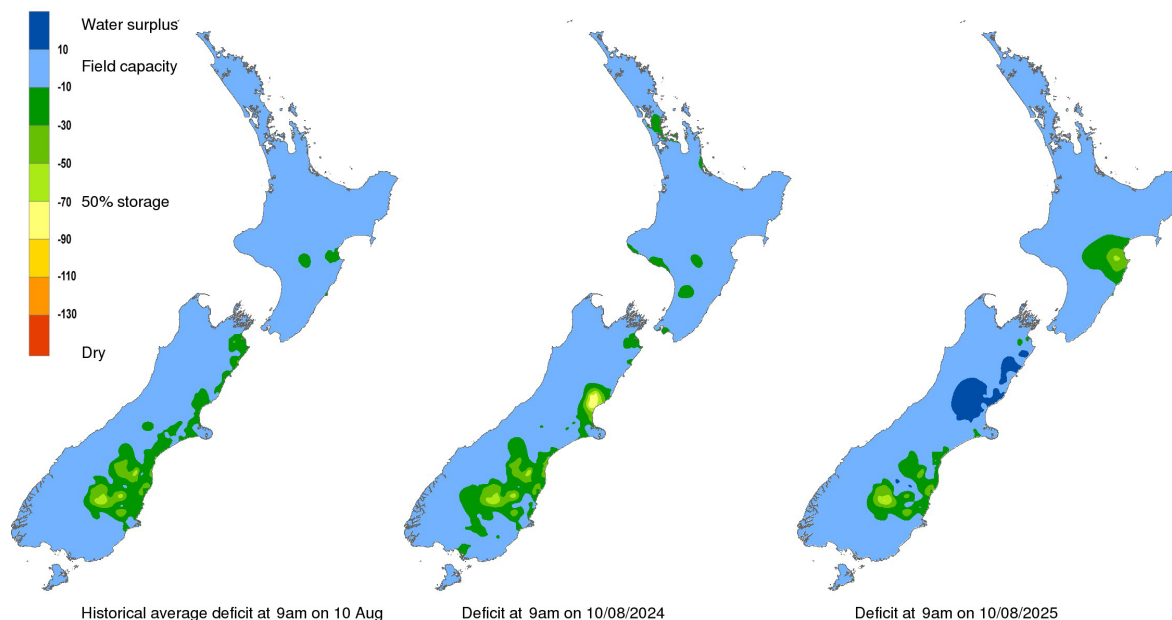 Water surplus
10
Field capacity
-10
-30
-50
50% storage
-70
-90
-110
-130
Dry
Historical average deficit at 9am on 10 Aug
Deficit at 9am on 10/08/2024
Deficit at 9am on 10/08/2025